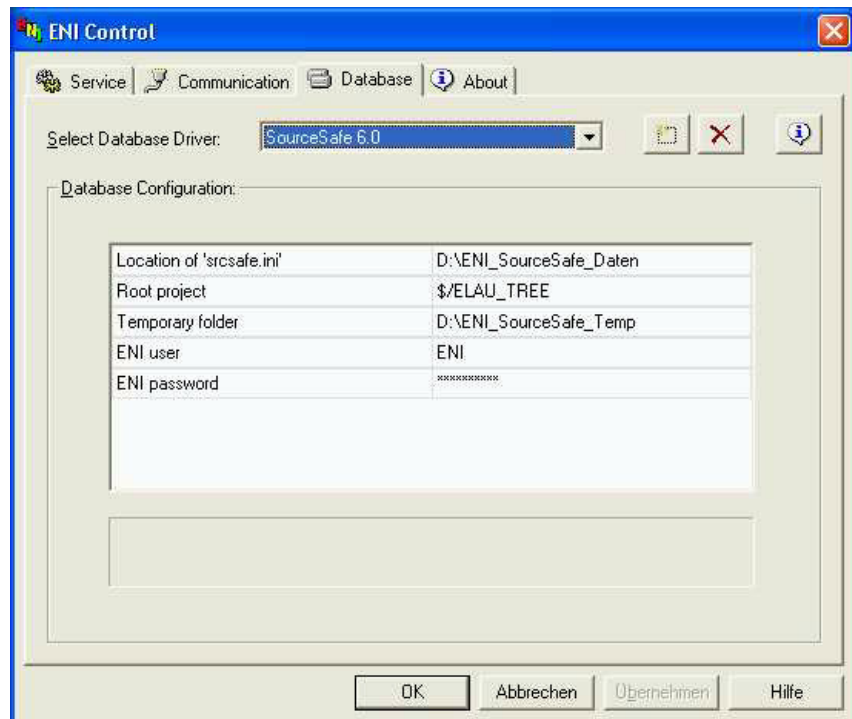 ENI Control
Service Communication Database About
Select Database Driver: SourceSafe 6.0
Database Configuration:
Location of 'srcsafe.ini' D:\ENI_SourceSafe_Daten
Root project $/ELAU_TREE
Temporary folder D:\ENI_SourceSafe_Temp
ENI user ENI
ENI password **********
OK Abbrechen Übernehmen Hilfe